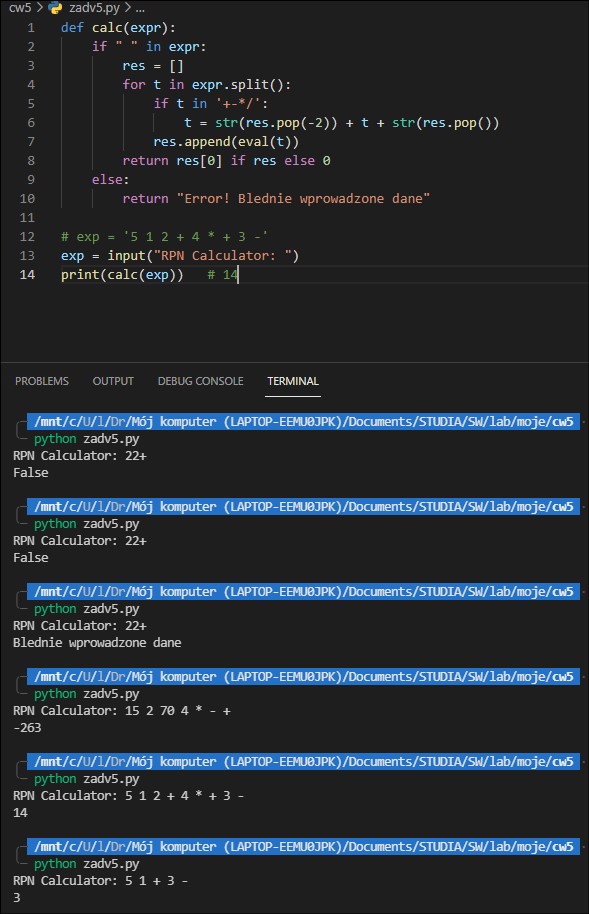 cw5 > zadv5.py > ...
1 def calc(expr):
2 if " " in expr:
3 res = []
4 for t in expr.split():
5 if t in '+-*/':
6 t = str(res.pop(-2)) + t + str(res.pop())
7 res.append(eval(t))
8 return res[0] if res else 0
9 else:
10 return "Error! Blednie wprowadzone dane"
11
12 # exp = '5 1 2 + 4 * + 3 -'
13 exp = input("RPN Calculator: ")
14 print(calc(exp)) # 14
PROBLEMS OUTPUT DEBUG CONSOLE TERMINAL
/mnt/c/U/l/Dr/Mój komputer (LAPTOP-EEMU0JPK)/Documents/STUDIA/SW/lab/moje/cw5
python zadv5.py
RPN Calculator: 22+
False
/mnt/c/U/l/Dr/Mój komputer (LAPTOP-EEMU0JPK)/Documents/STUDIA/SW/lab/moje/cw5
python zadv5.py
RPN Calculator: 22+
False
/mnt/c/U/l/Dr/Mój komputer (LAPTOP-EEMU0JPK)/Documents/STUDIA/SW/lab/moje/cw5
python zadv5.py
RPN Calculator: 22+
Blednie wprowadzone dane
/mnt/c/U/l/Dr/Mój komputer (LAPTOP-EEMU0JPK)/Documents/STUDIA/SW/lab/moje/cw5
python zadv5.py
RPN Calculator: 15 2 70 4 * - +
-263
/mnt/c/U/l/Dr/Mój komputer (LAPTOP-EEMU0JPK)/Documents/STUDIA/SW/lab/moje/cw5
python zadv5.py
RPN Calculator: 5 1 2 + 4 * + 3 -
14
/mnt/c/U/l/Dr/Mój komputer (LAPTOP-EEMU0JPK)/Documents/STUDIA/SW/lab/moje/cw5
python zadv5.py
RPN Calculator: 5 1 + 3 -
3